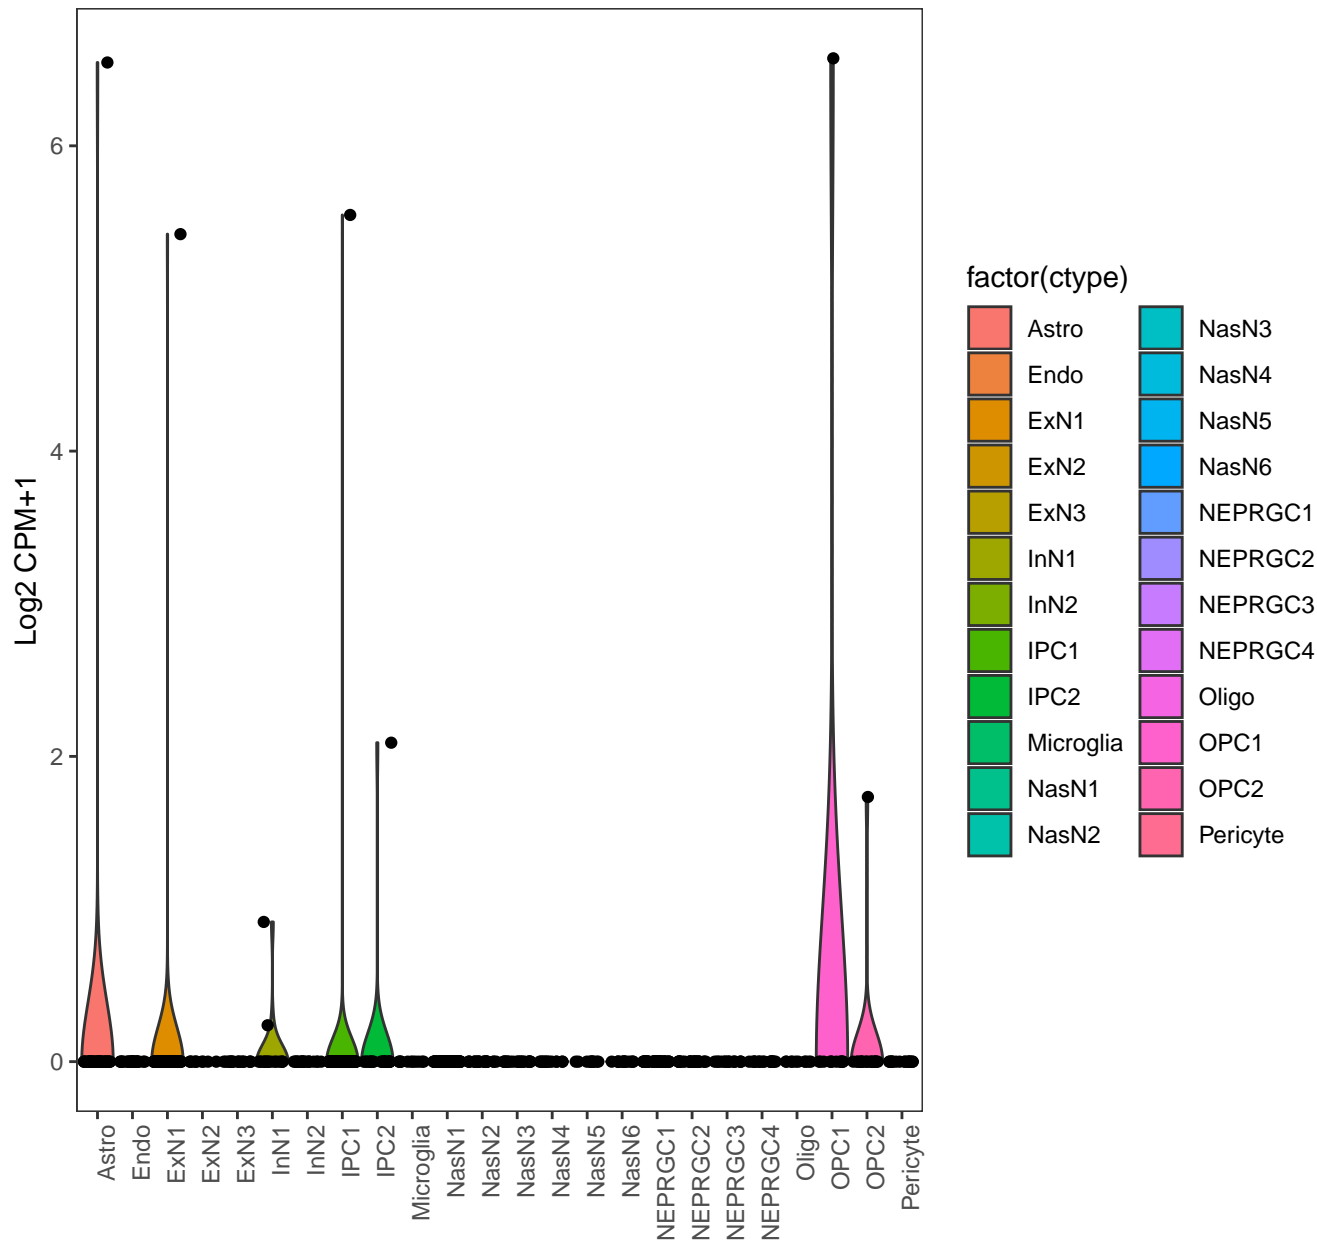 6
4
2
0
Log2 CPM+1
Astro
Endo
ExN1
ExN2
ExN3
InN1
InN2
IPC1
IPC2
Microglia
NasN1
NasN2
NasN3
NasN4
NasN5
NasN6
NEPRGC1
NEPRGC2
NEPRGC3
NEPRGC4
Oligo
OPC1
OPC2
Pericyte
factor(ctype)
Astro
Endo
ExN1
ExN2
ExN3
InN1
InN2
IPC1
IPC2
Microglia
NasN1
NasN2
NasN3
NasN4
NasN5
NasN6
NEPRGC1
NEPRGC2
NEPRGC3
NEPRGC4
Oligo
OPC1
OPC2
Pericyte